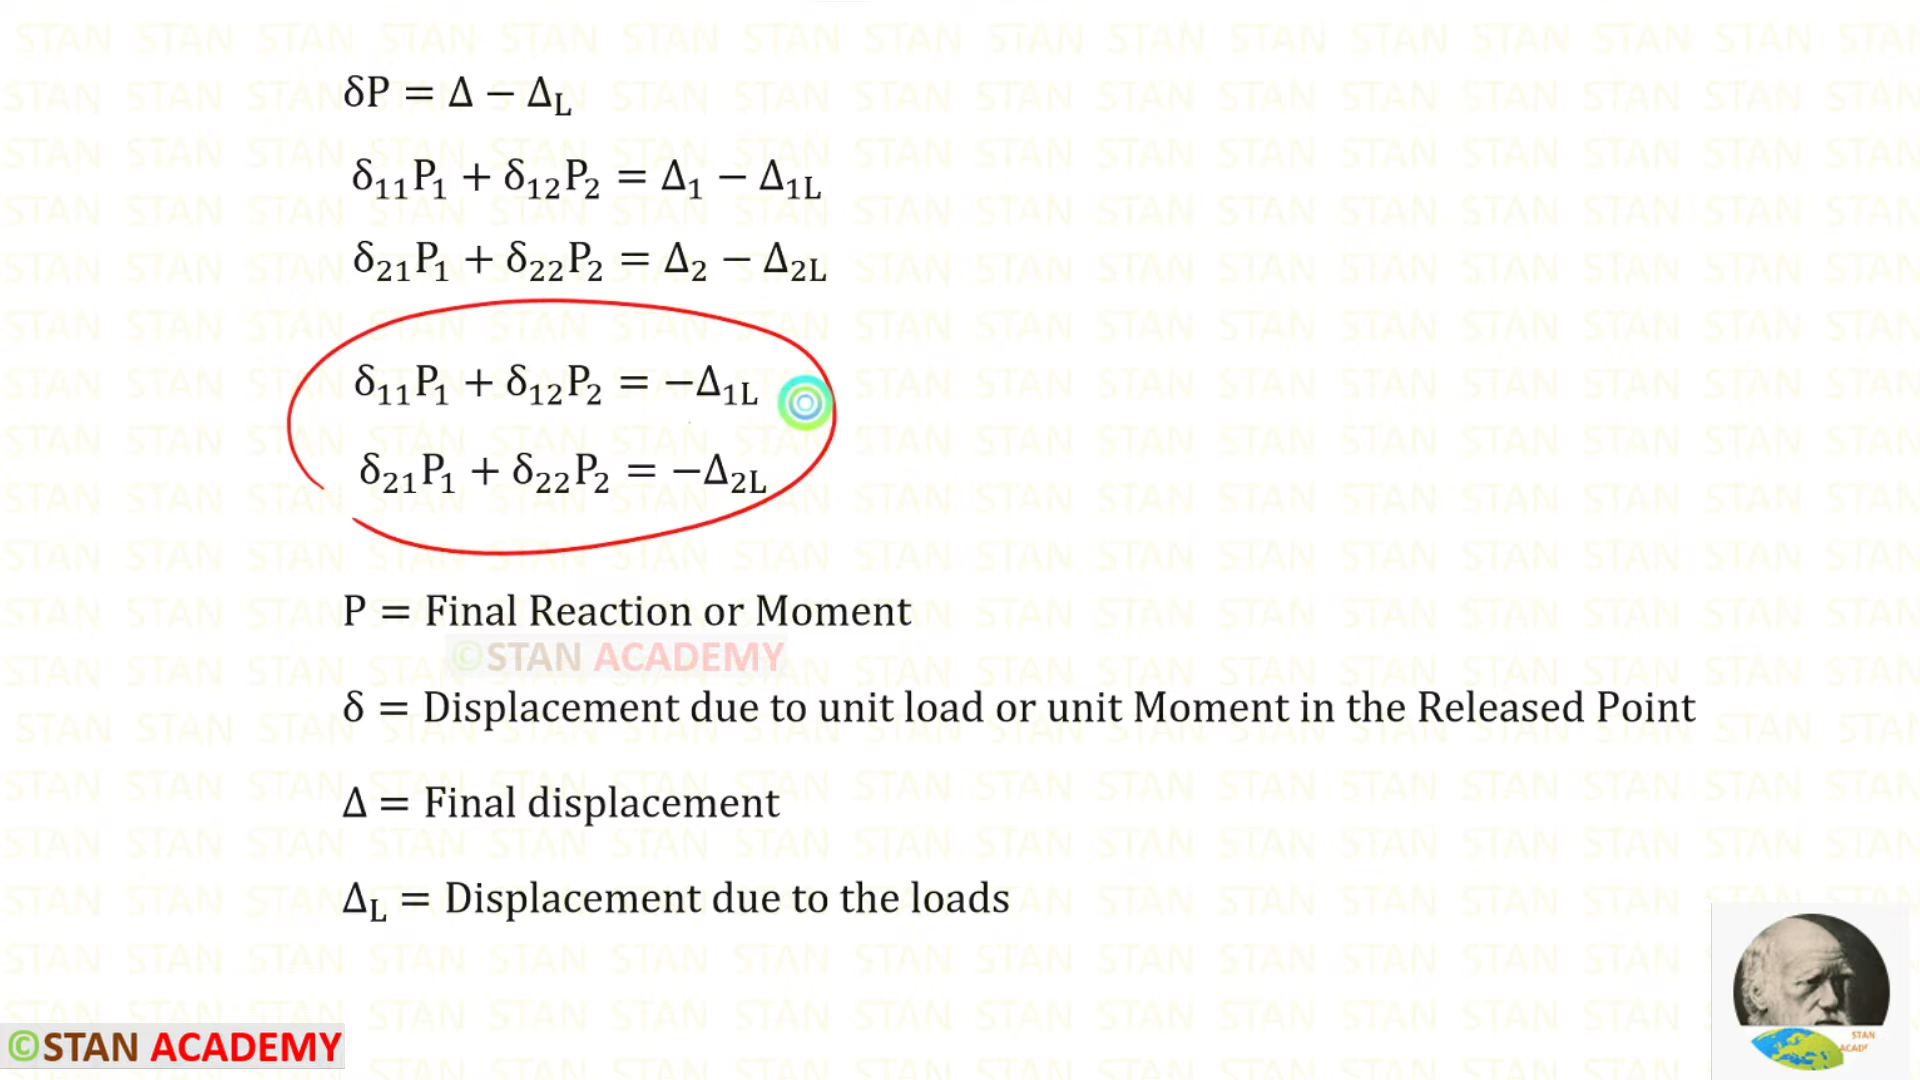 δP = Δ − Δ_L
δ₁₁P₁ + δ₁₂P₂ = Δ₁ − Δ₁L
δ₂₁P₁ + δ₂₂P₂ = Δ₂ − Δ₂L
δ₁₁P₁ + δ₁₂P₂ = −Δ₁L
δ₂₁P₁ + δ₂₂P₂ = −Δ₂L
P = Final Reaction or Moment
©STAN ACADEMY
δ = Displacement due to unit load or unit Moment in the Released Point
Δ = Final displacement
Δ_L = Displacement due to the loads
©STAN ACADEMY
STAN